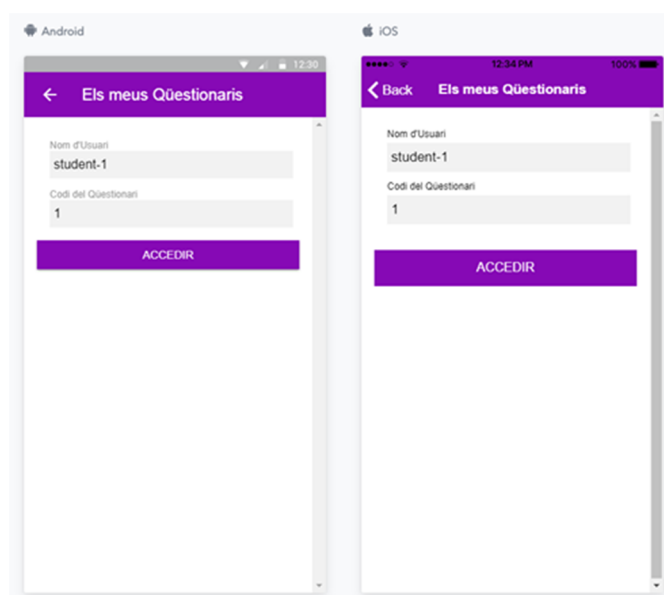 Android
12:30
Els meus Qüestionaris
Nom d'Usuari
student-1
Codi del Qüestionari
1
ACCEDIR
iOS
12:34 PM 100%
Back Els meus Qüestionaris
Nom d'Usuari
student-1
Codi del Qüestionari
1
ACCEDIR